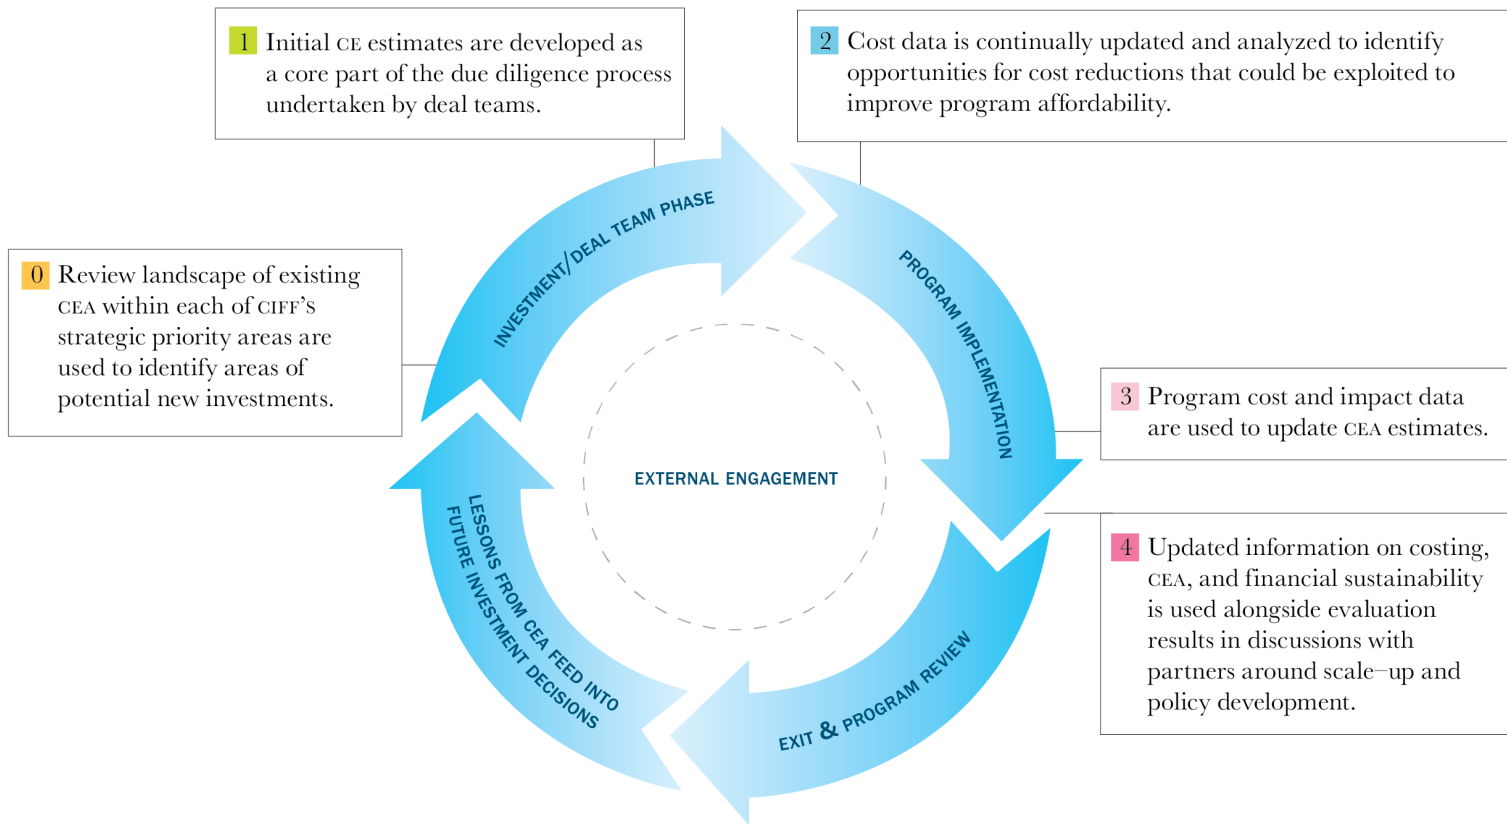 1 Initial CE estimates are developed as
a core part of the due diligence process
undertaken by deal teams.
2 Cost data is continually updated and analyzed to identify
opportunities for cost reductions that could be exploited to
improve program affordability.
0 Review landscape of existing
CEA within each of CIFF's
strategic priority areas are
used to identify areas of
potential new investments.
INVESTMENT/DEAL TEAM PHASE
PROGRAM IMPLEMENTATION
3 Program cost and impact data
are used to update CEA estimates.
EXTERNAL ENGAGEMENT
4 Updated information on costing,
CEA, and financial sustainability
is used alongside evaluation
results in discussions with
partners around scale–up and
policy development.
EXIT & PROGRAM REVIEW
LESSONS FROM CEA FEED INTO
FUTURE INVESTMENT DECISIONS